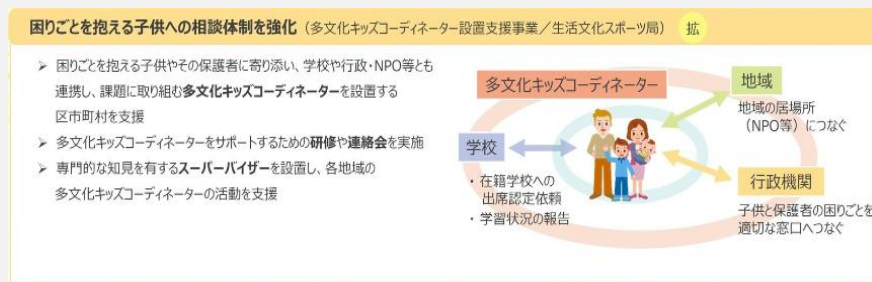 困りごとを抱える子供への相談体制を強化（多文化キッズコーディネーター設置支援事業／生活文化スポーツ局） 拡
➢ 困りごとを抱える子供やその保護者に寄り添い、学校や行政・NPO等とも
連携し、課題に取り組む多文化キッズコーディネーターを設置する
区市町村を支援
➢ 多文化キッズコーディネーターをサポートするための研修や連絡会を実施
➢ 専門的な知見を有するスーパーバイザーを設置し、各地域の
多文化キッズコーディネーターの活動を支援
多文化キッズコーディネーター
地域
地域の居場所
（NPO等）につなぐ
学校
・在籍学校への
出席認定依頼
・学習状況の報告
行政機関
子供と保護者の困りごとを
適切な窓口へつなぐ